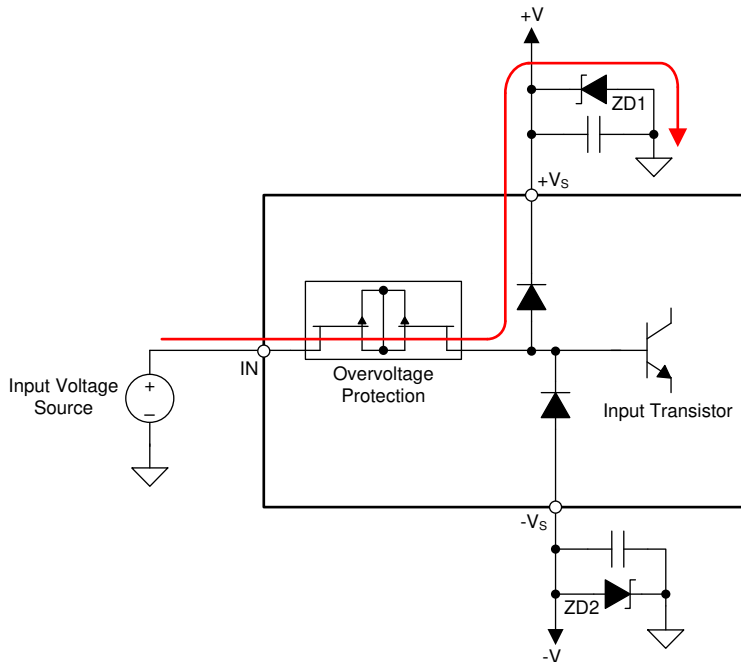 +V
ZD1
+VS
IN
Overvoltage
Protection
Input Voltage
Source
+
−
Input Transistor
-VS
ZD2
-V